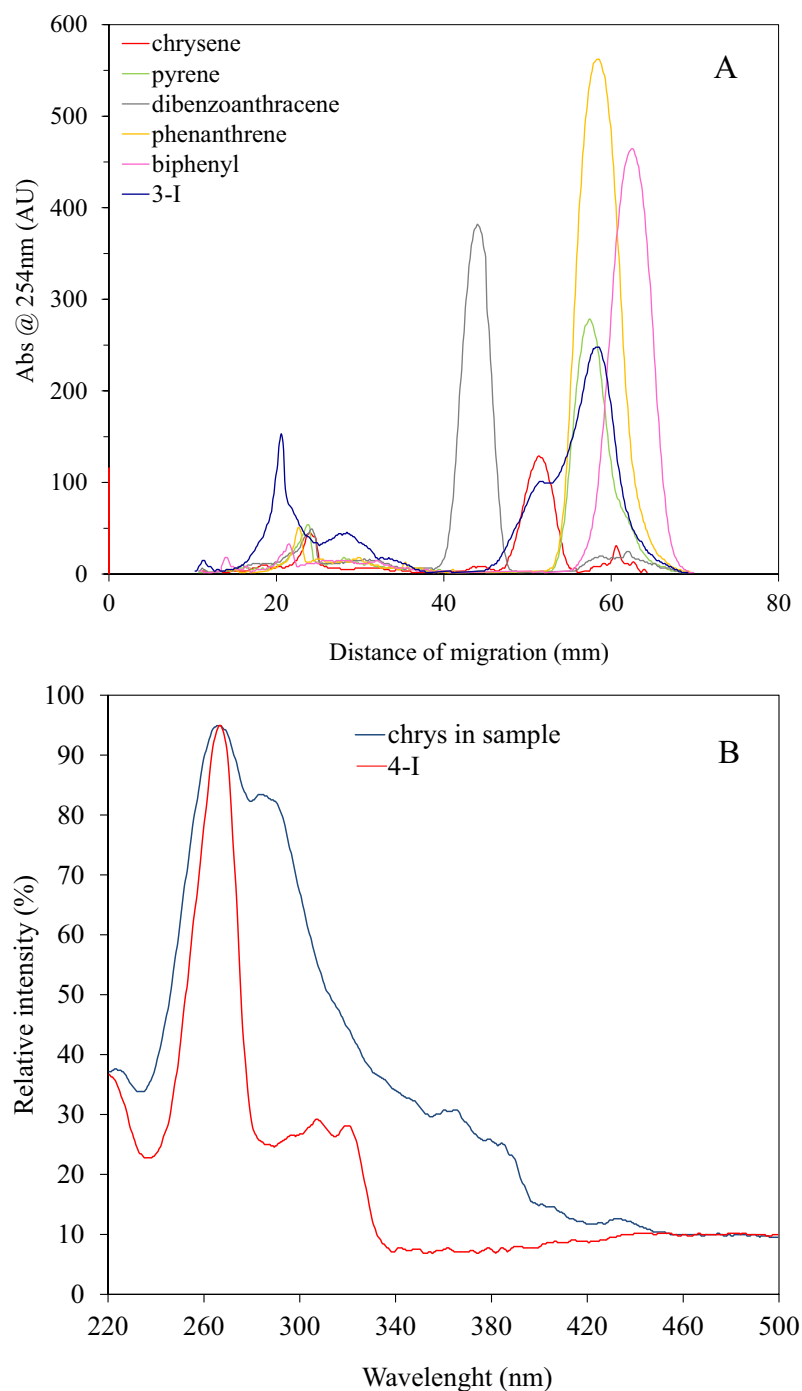 A
chrysene
pyrene
dibenzoanthracene
phenanthrene
biphenyl
3-I
Abs @ 254nm (AU)
600
500
400
300
200
100
0
0 20 40 60 80
Distance of migration (mm)
B
chrys in sample
4-I
Relative intensity (%)
100
90
80
70
60
50
40
30
20
10
0
220 260 300 340 380 420 460 500
Wavelenght (nm)